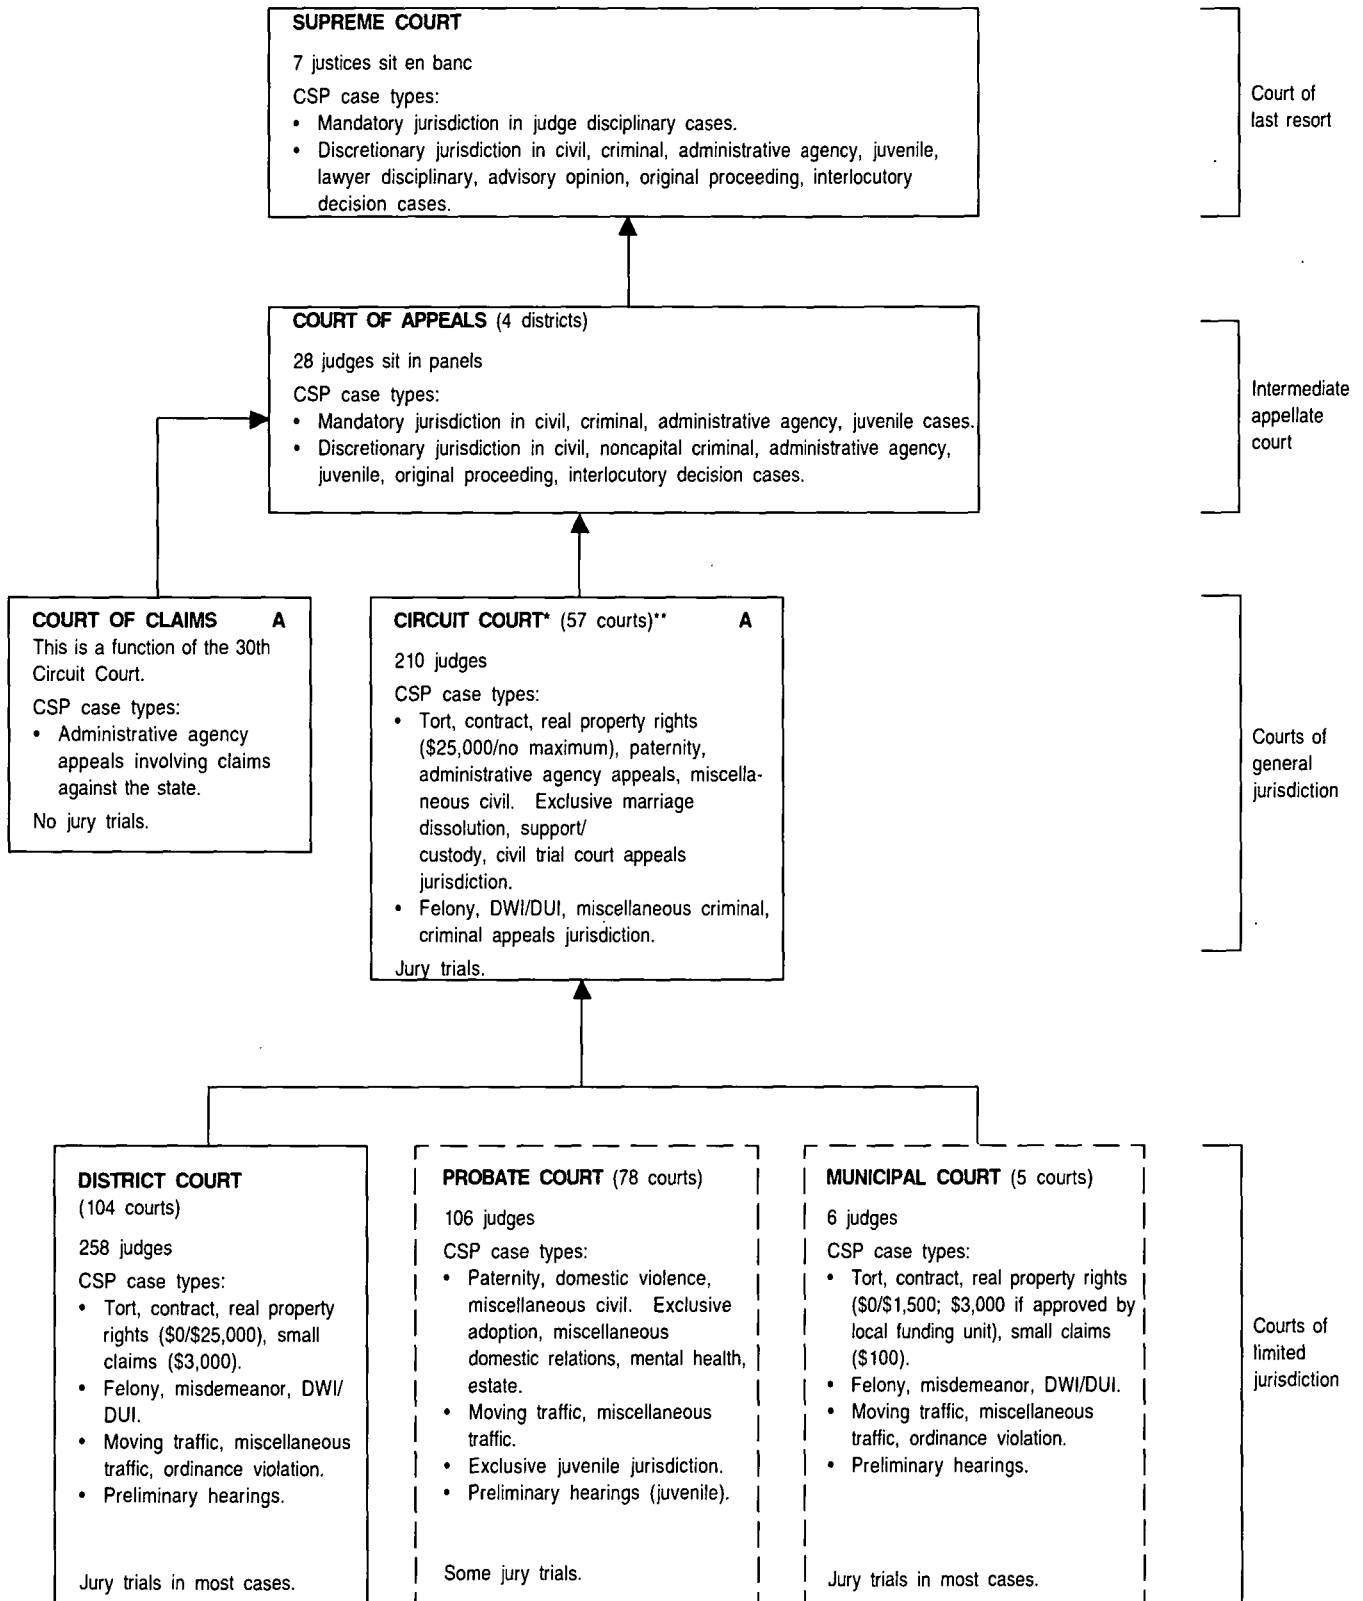 SUPREME COURT
7 justices sit en banc
CSP case types:
• Mandatory jurisdiction in judge disciplinary cases.
• Discretionary jurisdiction in civil, criminal, administrative agency, juvenile,
lawyer disciplinary, advisory opinion, original proceeding, interlocutory
decision cases.
Court of
last resort
COURT OF APPEALS (4 districts)
28 judges sit in panels
CSP case types:
• Mandatory jurisdiction in civil, criminal, administrative agency, juvenile cases.
• Discretionary jurisdiction in civil, noncapital criminal, administrative agency,
juvenile, original proceeding, interlocutory decision cases.
Intermediate
appellate
court
COURT OF CLAIMS A
This is a function of the 30th
Circuit Court.
CSP case types:
• Administrative agency
appeals involving claims
against the state.
No jury trials.
CIRCUIT COURT* (57 courts)** A
210 judges
CSP case types:
• Tort, contract, real property rights
($25,000/no maximum), paternity,
administrative agency appeals, miscella-
neous civil. Exclusive marriage
dissolution, support/
custody, civil trial court appeals
jurisdiction.
• Felony, DWI/DUI, miscellaneous criminal,
criminal appeals jurisdiction.
Jury trials.
Courts of
general
jurisdiction
DISTRICT COURT
(104 courts)
258 judges
CSP case types:
• Tort, contract, real property
rights ($0/$25,000), small
claims ($3,000).
• Felony, misdemeanor, DWI/
DUI.
• Moving traffic, miscellaneous
traffic, ordinance violation.
• Preliminary hearings.
Jury trials in most cases.
PROBATE COURT (78 courts)
106 judges
CSP case types:
• Paternity, domestic violence,
miscellaneous civil. Exclusive
adoption, miscellaneous
domestic relations, mental health,
estate.
• Moving traffic, miscellaneous
traffic.
• Exclusive juvenile jurisdiction.
• Preliminary hearings (juvenile).
Some jury trials.
MUNICIPAL COURT (5 courts)
6 judges
CSP case types:
• Tort, contract, real property rights
($0/$1,500; $3,000 if approved by
local funding unit), small claims
($100).
• Felony, misdemeanor, DWI/DUI.
• Moving traffic, miscellaneous
traffic, ordinance violation.
• Preliminary hearings.
Jury trials in most cases.
Courts of
limited
jurisdiction